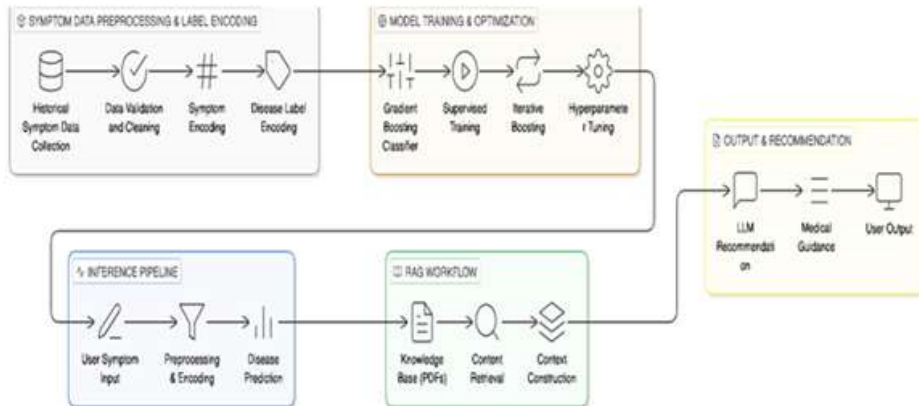 SYMPTOM DATA PREPROCESSING & LABEL ENCODING
Historical
Symptom Data
Collection
Data Validation
and Cleaning
Symptom
Encoding
Disease Label
Encoding
MODEL TRAINING & OPTIMIZATION
Gradient
Boosting
Classifier
Supervised
Training
Iterative
Boosting
Hyperparamete
r Tuning
OUTPUT & RECOMMENDATION
LLM
Recommendati
on
Medical
Guidance
User Output
INFERENCE PIPELINE
User Symptom
Input
Preprocessing
& Encoding
Disease
Prediction
RAG WORKFLOW
Knowledge
Base (PDFs)
Content
Retrieval
Context
Construction